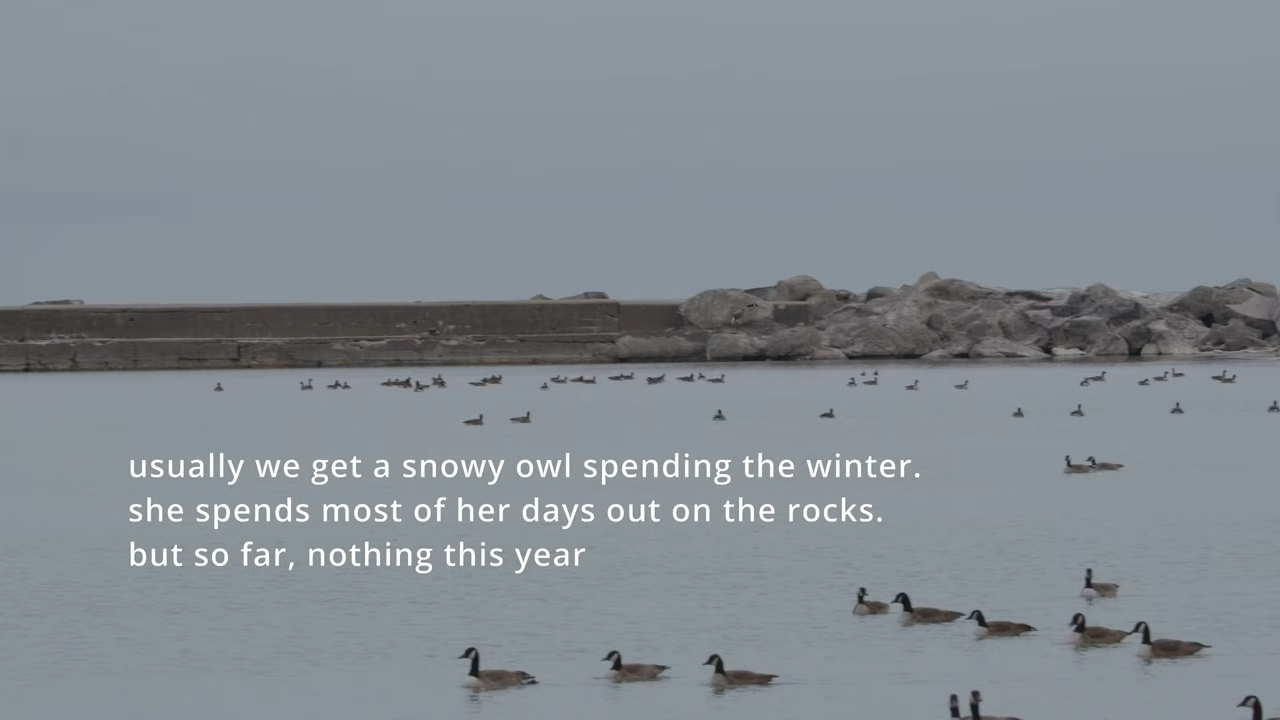 usually we get a snowy owl spending the winter.
she spends most of her days out on the rocks.
but so far, nothing this year